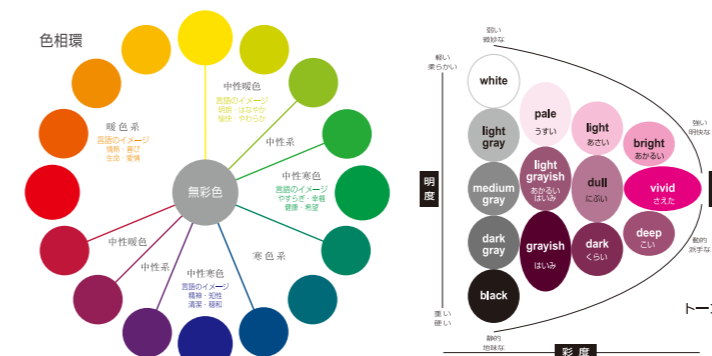 色相環
中性暖色
言語のイメージ
明朗・はなやか
愉快・やわらか
暖色系
言語のイメージ
情熱・喜び
生命・愛情
中性系
中性寒色
言語のイメージ
やすらぎ・幸福
健康・希望
無彩色
中性暖色
中性系
中性寒色
言語のイメージ
精神・知性
清潔・穏和
寒色系
弱い
微妙な
軽い
柔らかい
white
pale
うすい
light
gray
light
あさい
bright
あかるい
強い
明快な
明度
medium
gray
light
grayish
あかるい
はいみ
dull
にぶい
vivid
さえた
dark
gray
grayish
はいみ
dark
くらい
deep
こい
動的
派手な
black
重い
硬い
静的
地味な
彩度
トー